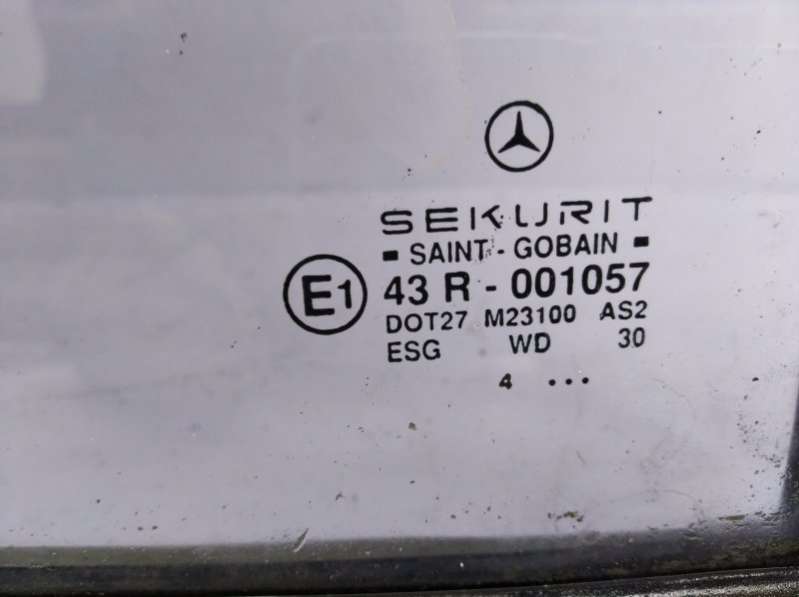 SEKURIT
SAINT - GOBAIN
E1 43 R - 001057
DOT27 M23100 AS2
ESG WD 30
4 ...